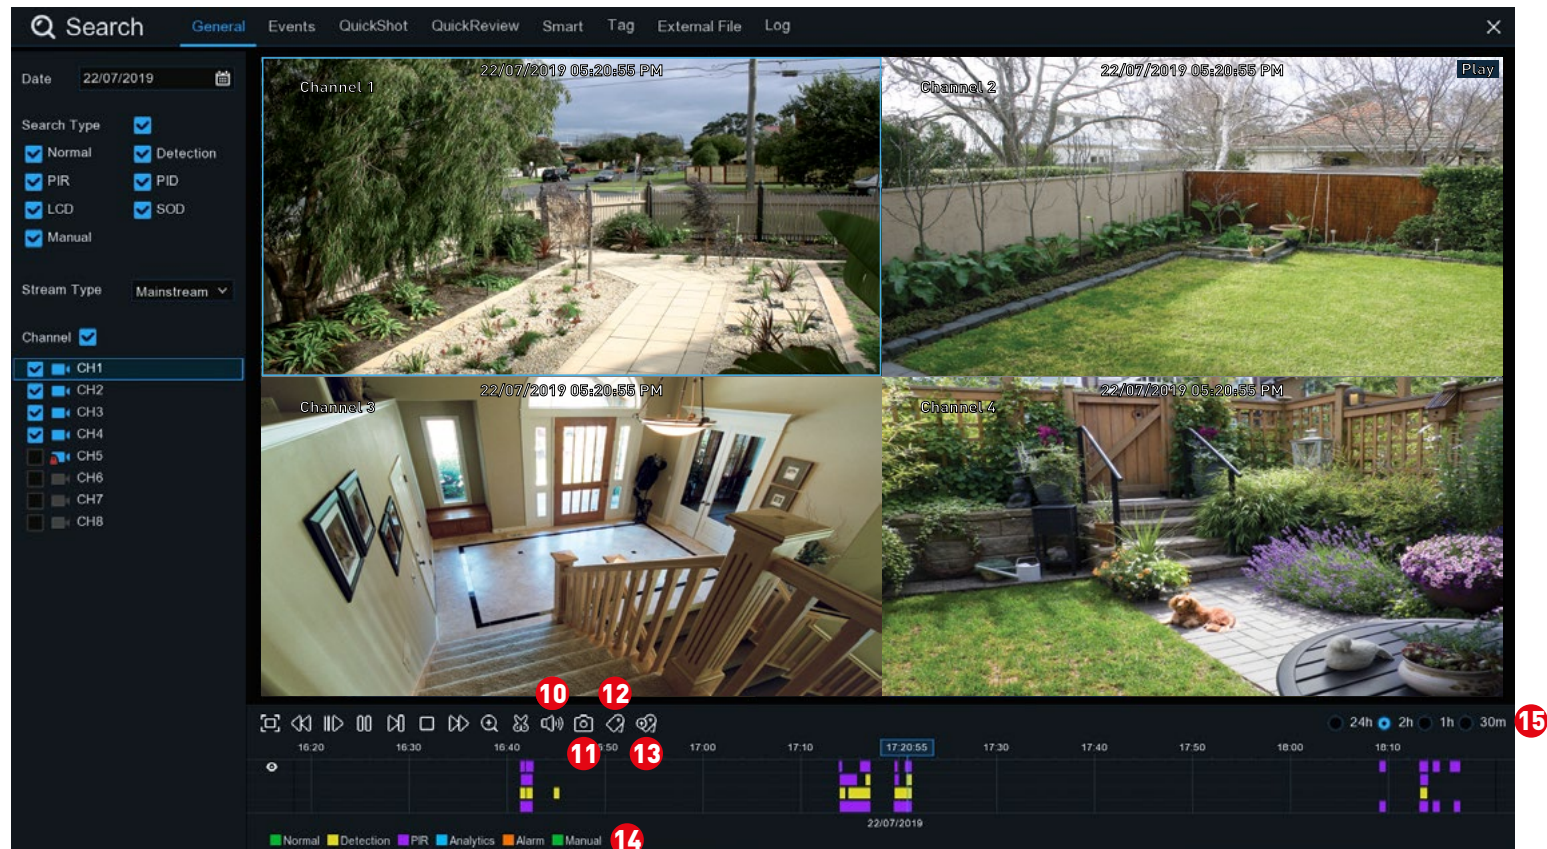 Search General Events QuickShot QuickReview Smart Tag External File Log
Date 22/07/2019
Search Type
Normal Detection
PIR PID
LCD SOD
Manual
Stream Type Mainstream
Channel
CH1
CH2
CH3
CH4
CH5
CH6
CH7
CH8
22/07/2019 05:20:55 PM
Channel 1
22/07/2019 05:20:55 PM
Channel 2
Play
22/07/2019 05:20:55 PM
Channel 3
22/07/2019 05:20:55 PM
Channel 4
10 12
24h 2h 1h 30m 15
11 13
16:20 16:30 16:40 :50 17:00 17:10 17:20:55 17:30 17:40 17:50 18:00 18:10
22/07/2019
Normal Detection PIR Analytics Alarm Manual 14